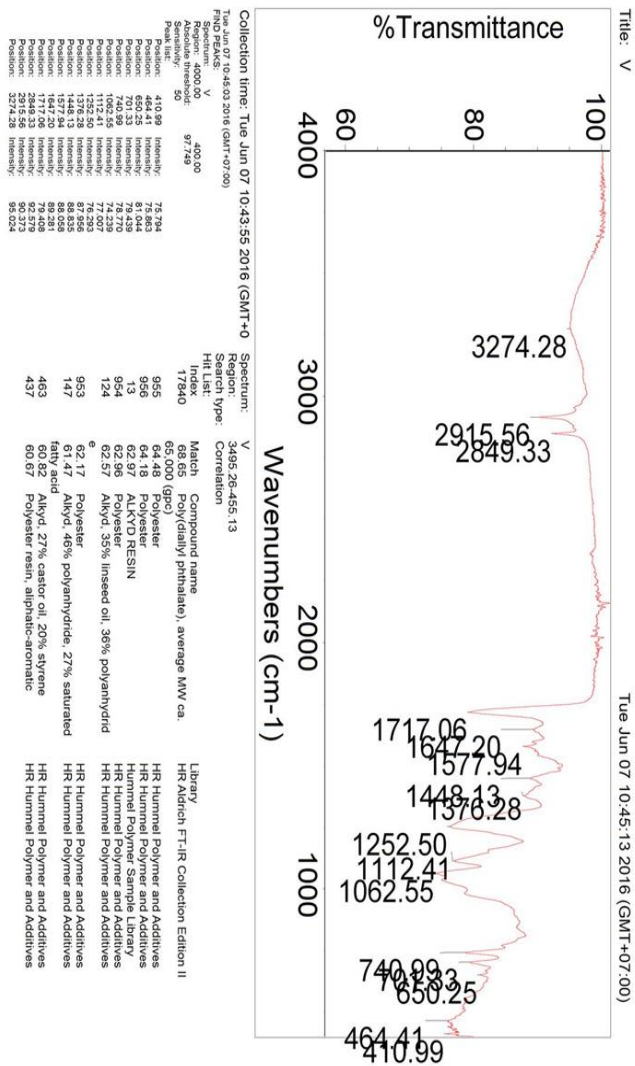 Title: V
Tue Jun 07 10:45:13 2016 (GMT+07:00)
%Transmittance
100
80
60
4000
3000
2000
1000
3274.28
2915.56
2849.33
1717.06
1647.20
1577.94
1448.13
1376.28
1252.50
1112.41
1062.55
740.99
701.33
650.25
464.41
410.99
Wavenumbers (cm-1)
Collection time: Tue Jun 07 10:43:55 2016 (GMT+0
Tue Jun 07 10:45:03 2016 (GMT+07:00)
FIND PEAKS:
Spectrum: V
Region: 4000.00 400.00
Absolute threshold: 97.749
Sensitivity: 50
Peak list:
Position: 410.99 Intensity: 75.794
Position: 464.41 Intensity: 75.863
Position: 650.25 Intensity: 81.044
Position: 701.33 Intensity: 79.439
Position: 740.99 Intensity: 78.770
Position: 1062.55 Intensity: 74.239
Position: 1112.41 Intensity: 77.007
Position: 1252.50 Intensity: 76.293
Position: 1376.28 Intensity: 87.956
Position: 1448.13 Intensity: 88.835
Position: 1577.94 Intensity: 88.058
Position: 1647.20 Intensity: 89.281
Position: 1717.06 Intensity: 79.408
Position: 2849.33 Intensity: 92.579
Position: 2915.56 Intensity: 90.373
Position: 3274.28 Intensity: 95.024
Spectrum: V
Region: 3495.26-455.13
Search type: Correlation
Hit List:
Index Match Compound name Library
17840 68.65 Poly(diallyl phthalate), average MW ca. HR Aldrich FT-IR Collection Edition II
65,000 (gpc)
955 64.48 Polyester HR Hummel Polymer and Additives
956 64.18 Polyester HR Hummel Polymer and Additives
13 62.97 ALKYD RESIN Hummel Polymer Sample Library
954 62.96 Polyester HR Hummel Polymer and Additives
124 62.57 Alkyd, 35% linseed oil, 36% polyanhydrid HR Hummel Polymer and Additives
e
953 62.17 Polyester HR Hummel Polymer and Additives
147 61.47 Alkyd, 46% polyanhydride, 27% saturated HR Hummel Polymer and Additives
fatty acid
463 60.82 Alkyd, 27% castor oil, 20% styrene HR Hummel Polymer and Additives
437 60.67 Polyester resin, aliphatic-aromatic HR Hummel Polymer and Additives